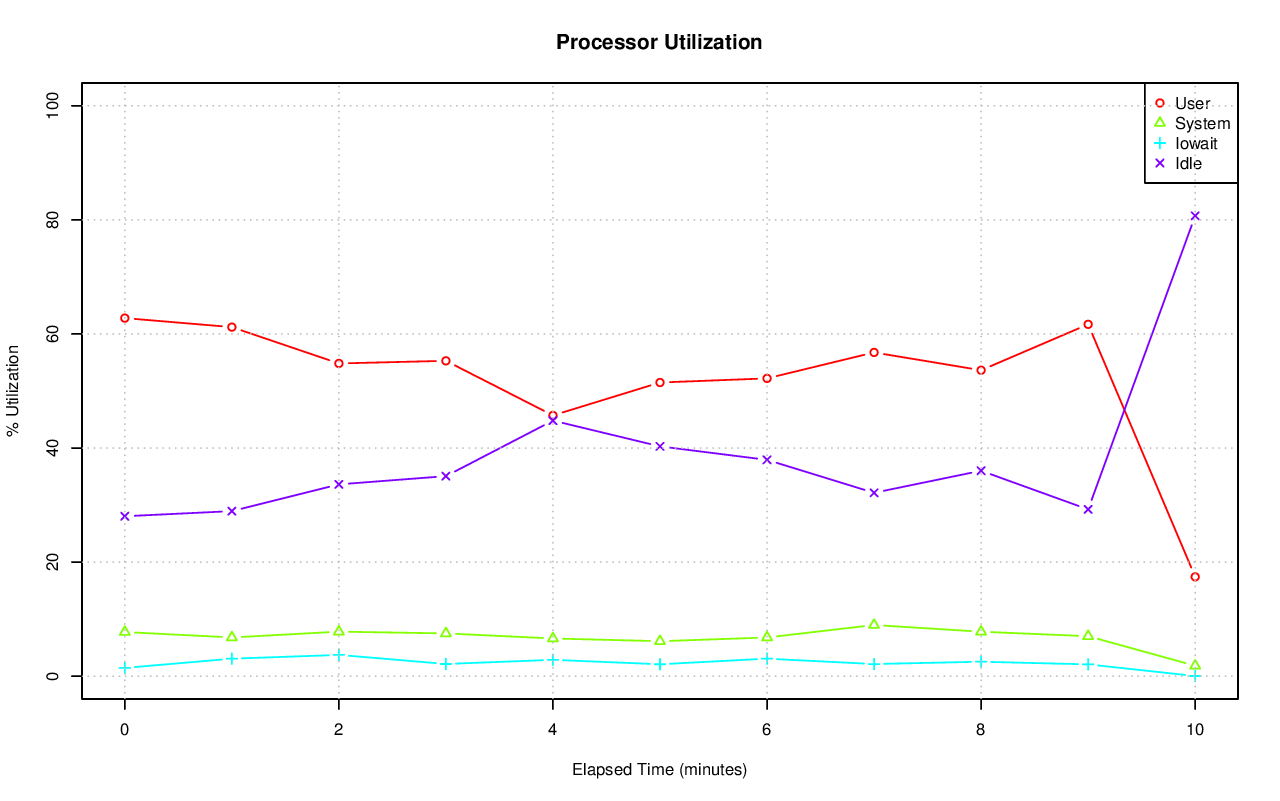 Processor Utilization
User
System
Iowait
Idle
% Utilization
100
80
60
40
20
0
0 2 4 6 8 10
Elapsed Time (minutes)